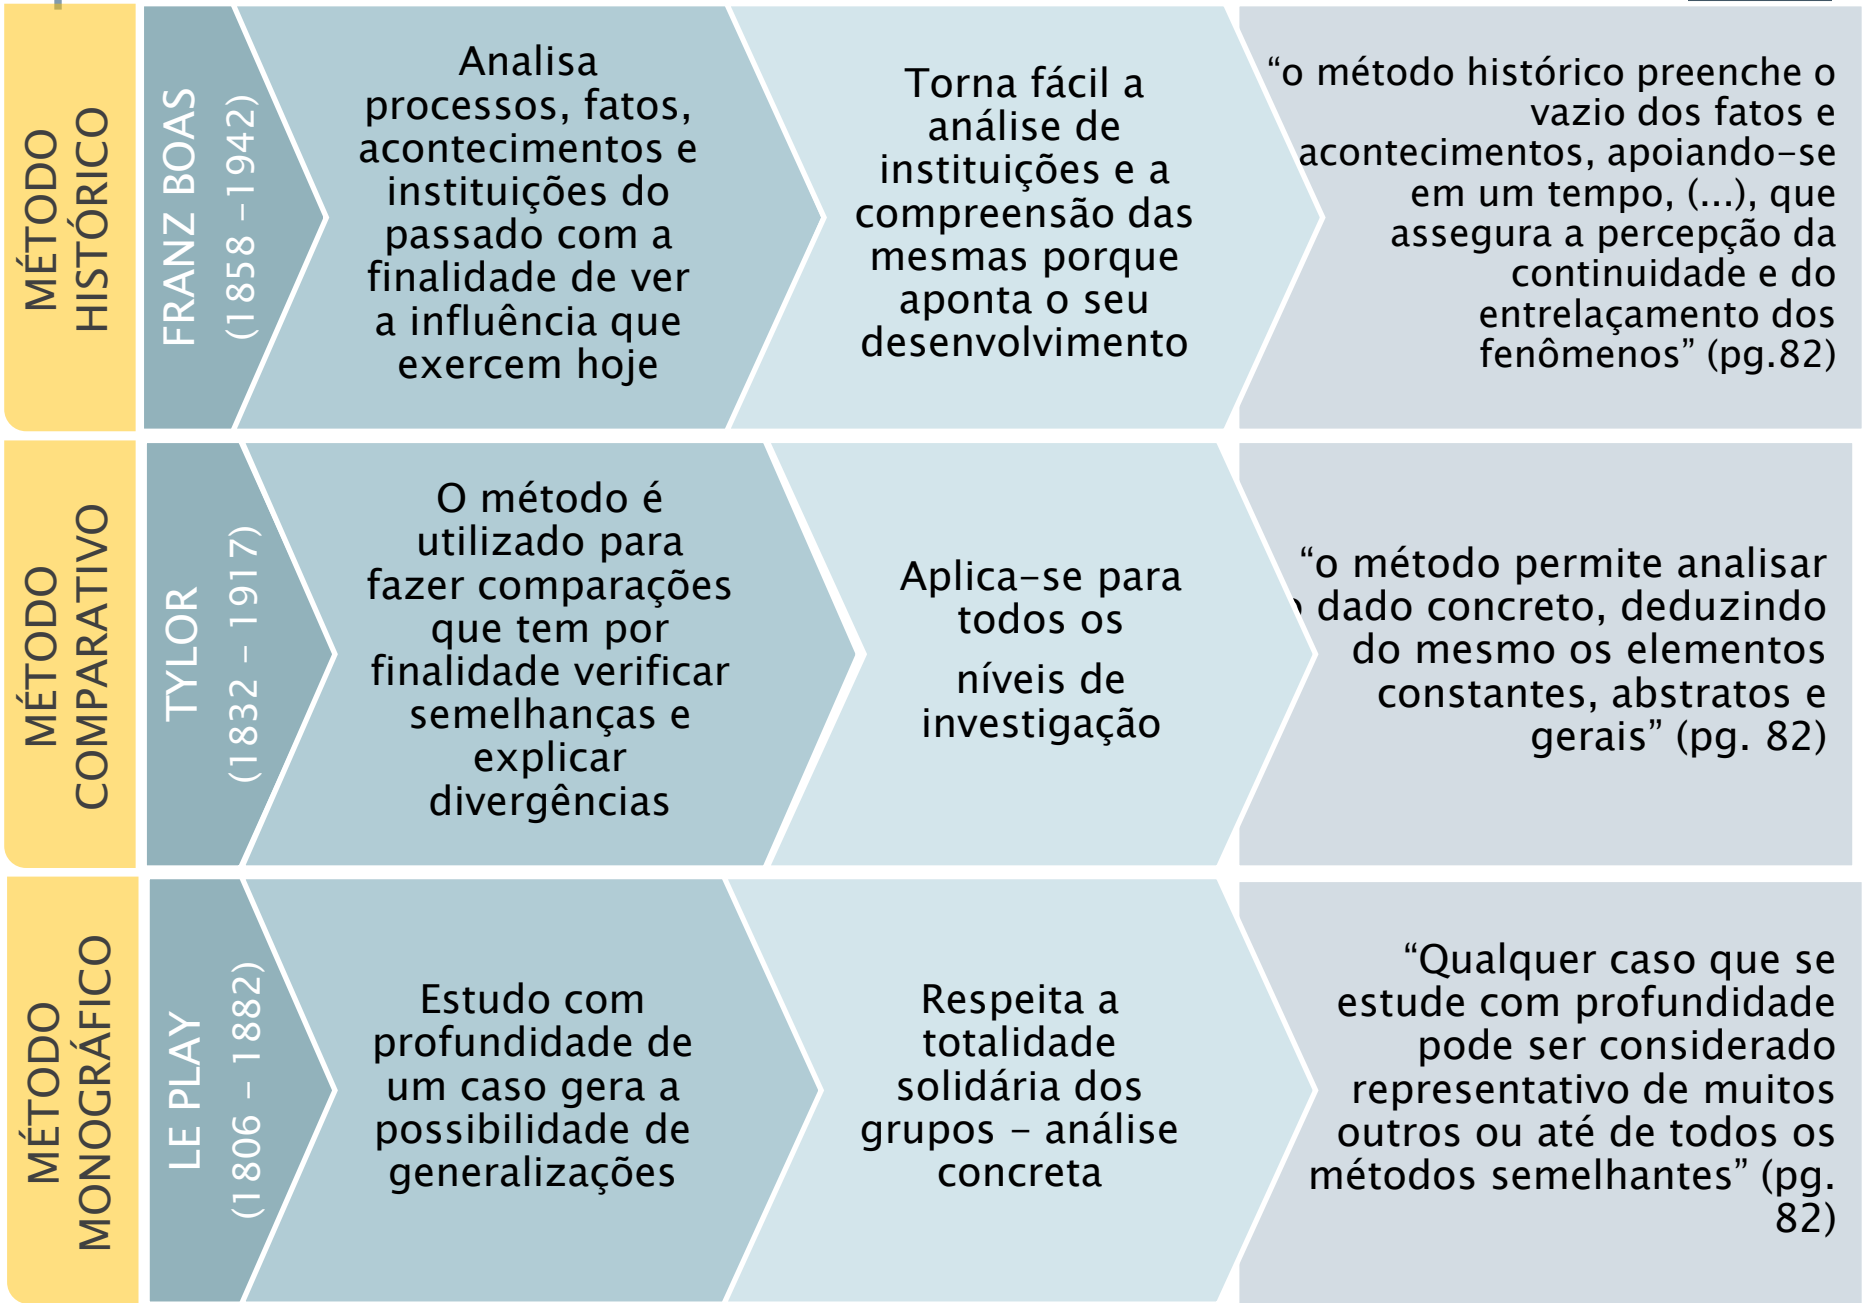 MÉTODO
HISTÓRICO
FRANZ BOAS
(1858 –1942)
Analisa
processos, fatos,
acontecimentos e
instituições do
passado com a
finalidade de ver
a influência que
exercem hoje
Torna fácil a
análise de
instituições e a
compreensão das
mesmas porque
aponta o seu
desenvolvimento
“o método histórico preenche o
vazio dos fatos e
acontecimentos, apoiando-se
em um tempo, (...), que
assegura a percepção da
continuidade e do
entrelaçamento dos
fenômenos” (pg.82)
MÉTODO
COMPARATIVO
TYLOR
(1832 – 1917)
O método é
utilizado para
fazer comparações
que tem por
finalidade verificar
semelhanças e
explicar
divergências
Aplica-se para
todos os
níveis de
investigação
“o método permite analisar
o dado concreto, deduzindo
do mesmo os elementos
constantes, abstratos e
gerais” (pg. 82)
MÉTODO
MONOGRÁFICO
LE PLAY
(1806 – 1882)
Estudo com
profundidade de
um caso gera a
possibilidade de
generalizações
Respeita a
totalidade
solidária dos
grupos – análise
concreta
“Qualquer caso que se
estude com profundidade
pode ser considerado
representativo de muitos
outros ou até de todos os
métodos semelhantes” (pg.
82)